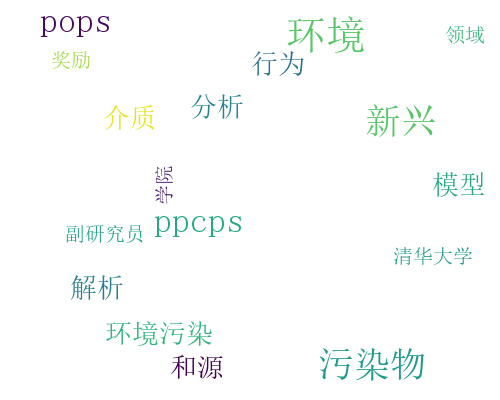 pops
环境
领域
奖励
行为
分析
介质
新兴
学院
模型
ppcps
副研究员
清华大学
解析
环境污染
和源
污染物